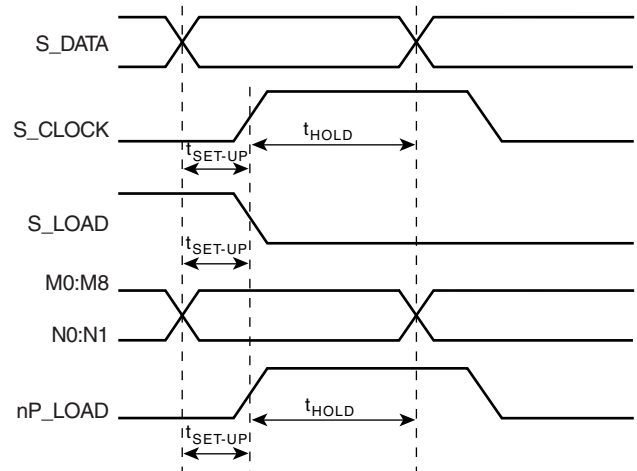 S_DATA
S_CLOCK
tHOLD
tSET-UP
S_LOAD
tSET-UP
M0:M8
N0:N1
nP_LOAD
tHOLD
tSET-UP